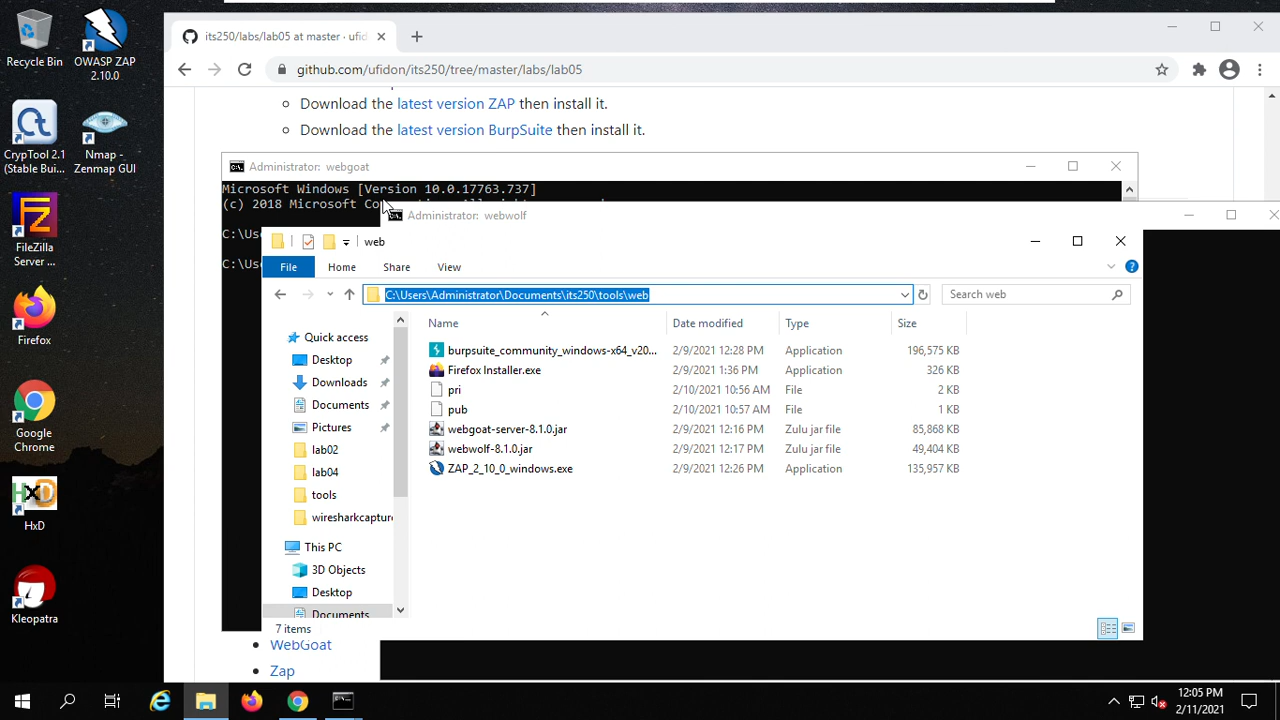 Recycle Bin
OWASP ZAP
2.10.0
CrypTool 2.1
(Stable Bui...
Nmap -
Zenmap GUI
FileZilla
Server ...
Firefox
Google
Chrome
HxD
Kleopatra
its250/labs/lab05 at master · ufid
github.com/ufidon/its250/tree/master/labs/lab05
Download the latest version ZAP then install it.
Download the latest version BurpSuite then install it.
Administrator: webgoat
Microsoft Windows [Version 10.0.17763.737]
(c) 2018 Microsoft
Administrator: webwolf
C:\Us
C:\Us
web
File Home Share View
C:\Users\Administrator\Documents\its250\tools\web
Search web
Name Date modified Type Size
Quick access
Desktop
Downloads
Documents
Pictures
lab02
lab04
tools
wiresharkcapture
This PC
3D Objects
Desktop
Documents
burpsuite_community_windows-x64_v20... 2/9/2021 12:28 PM Application 196,575 KB
Firefox Installer.exe 2/9/2021 1:36 PM Application 326 KB
pri 2/10/2021 10:56 AM File 2 KB
pub 2/10/2021 10:57 AM File 1 KB
webgoat-server-8.1.0.jar 2/9/2021 12:16 PM Zulu jar file 85,868 KB
webwolf-8.1.0.jar 2/9/2021 12:17 PM Zulu jar file 49,404 KB
ZAP_2_10_0_windows.exe 2/9/2021 12:26 PM Application 135,957 KB
7 items
WebGoat
Zap
12:05 PM
2/11/2021